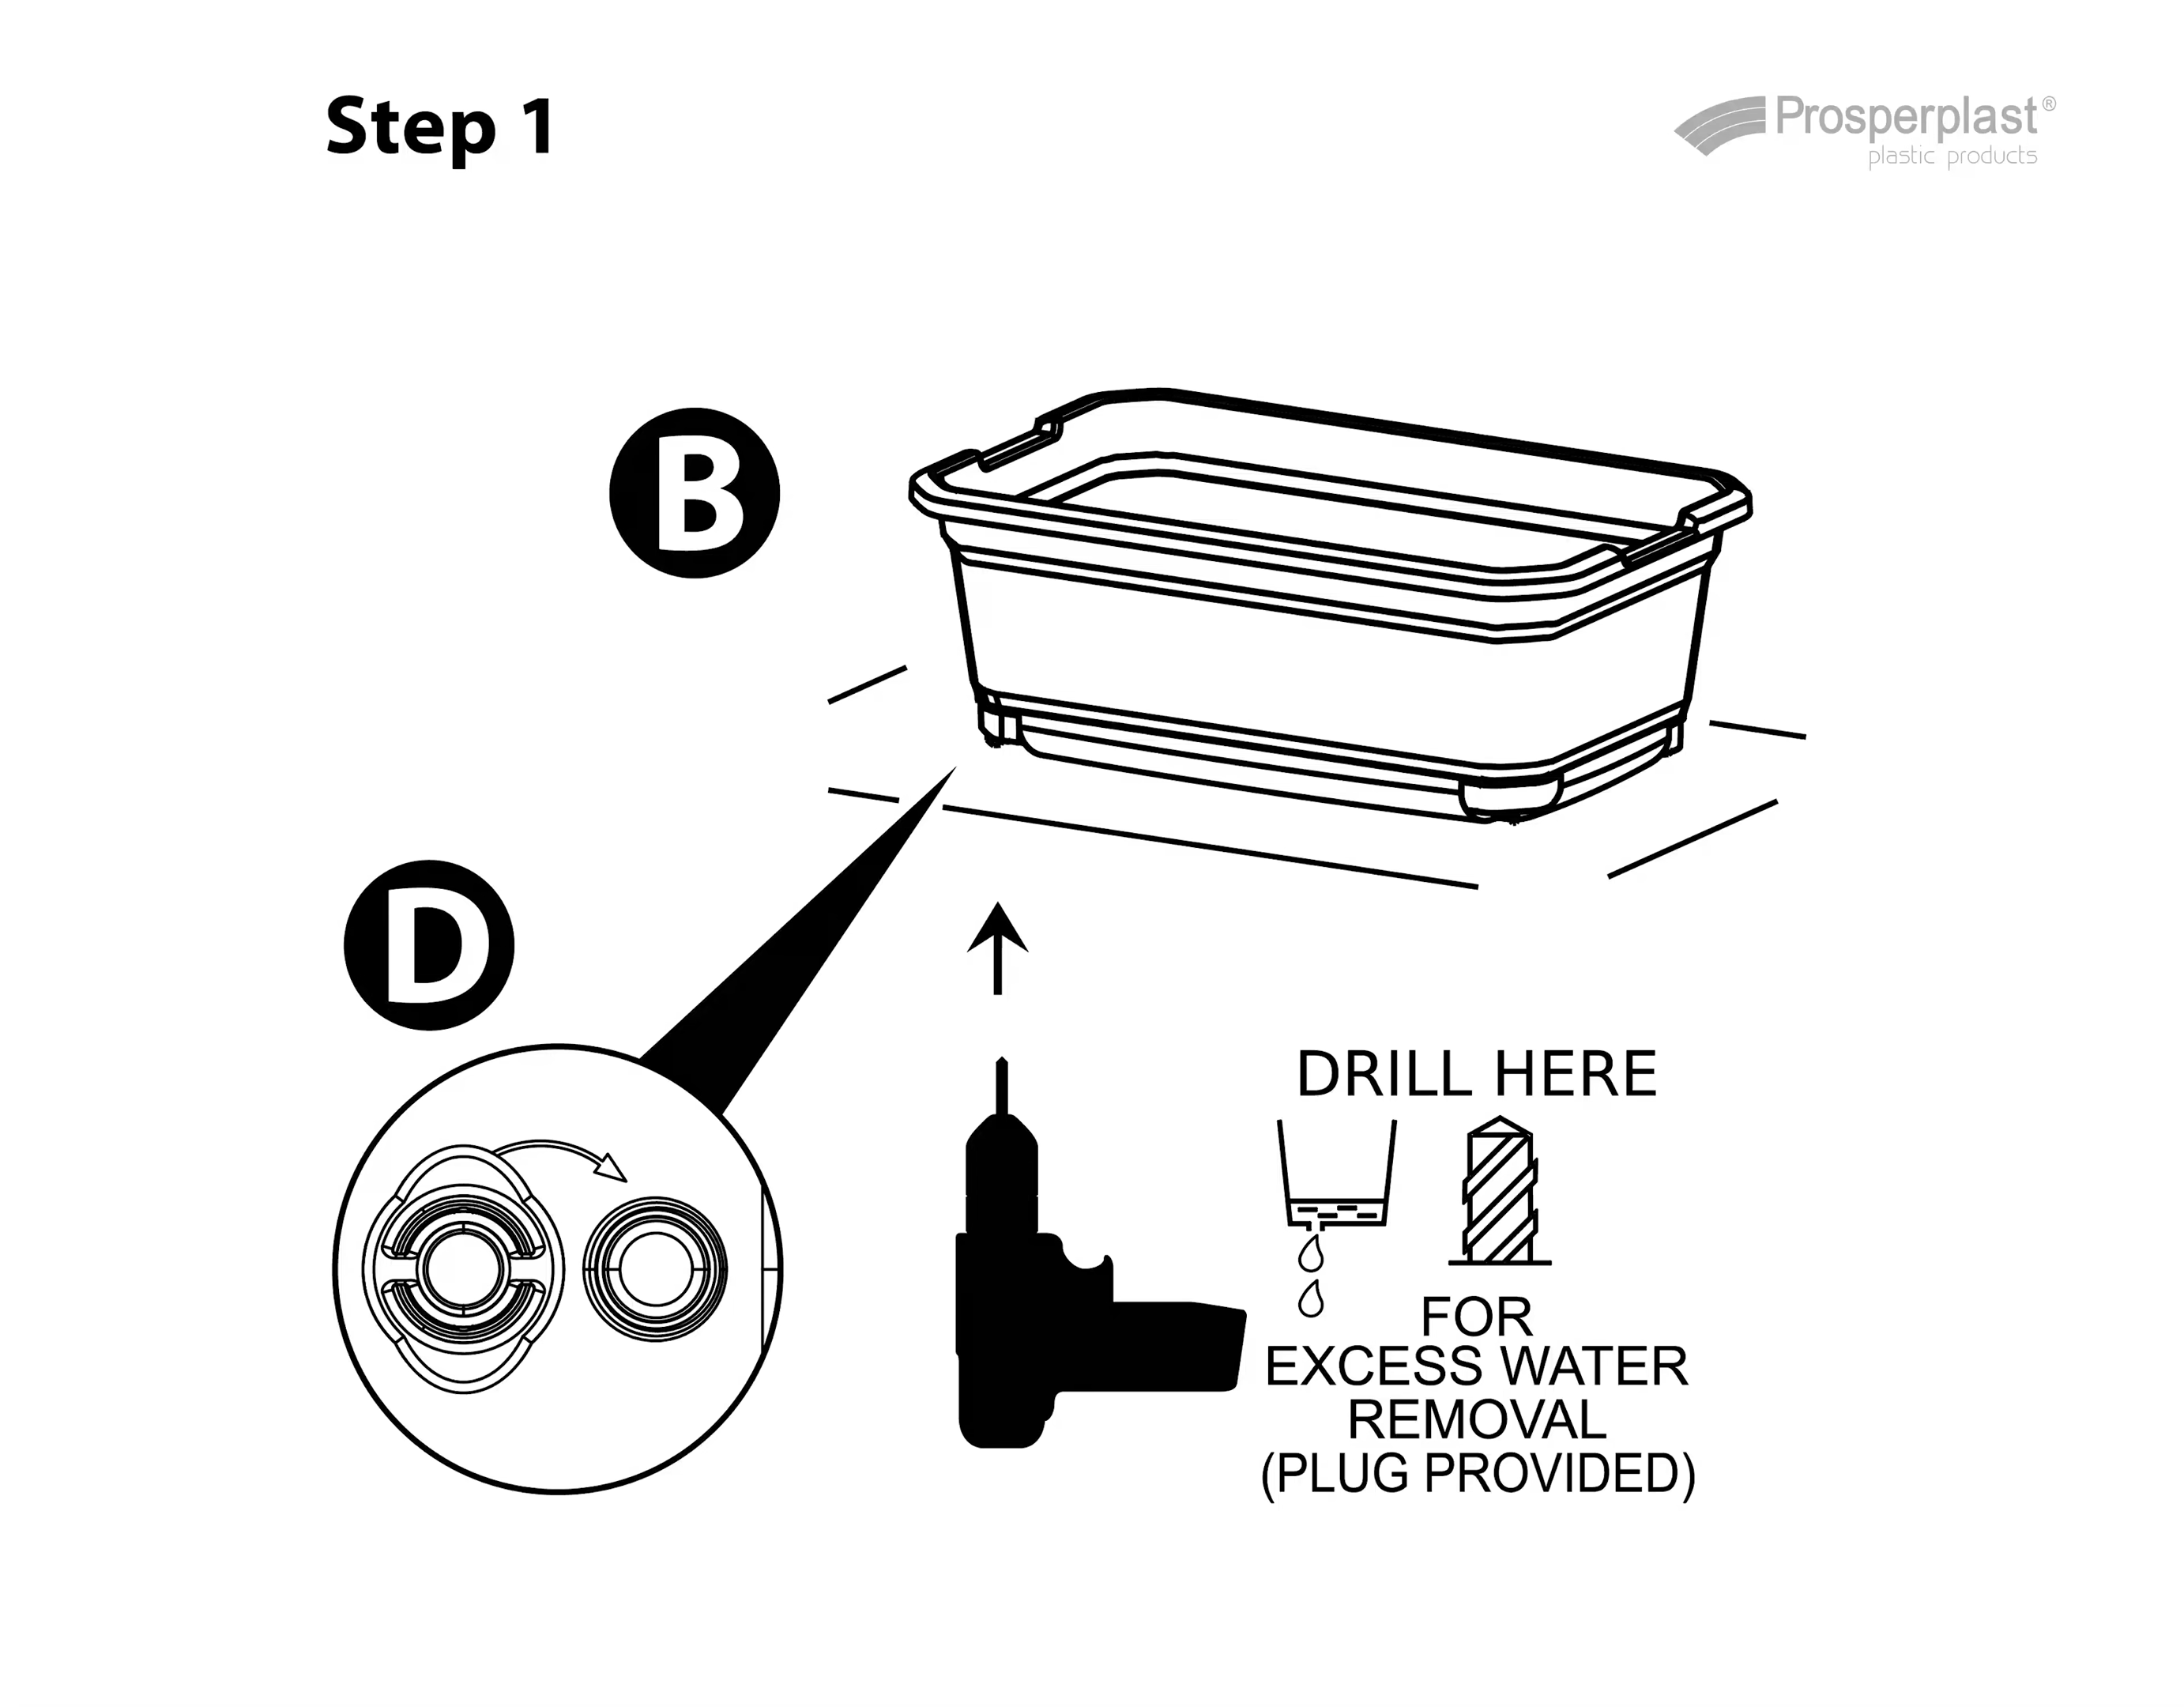 Step 1
Prosperplast®
plastic products
B
D
DRILL HERE
FOR
EXCESS WATER
REMOVAL
(PLUG PROVIDED)